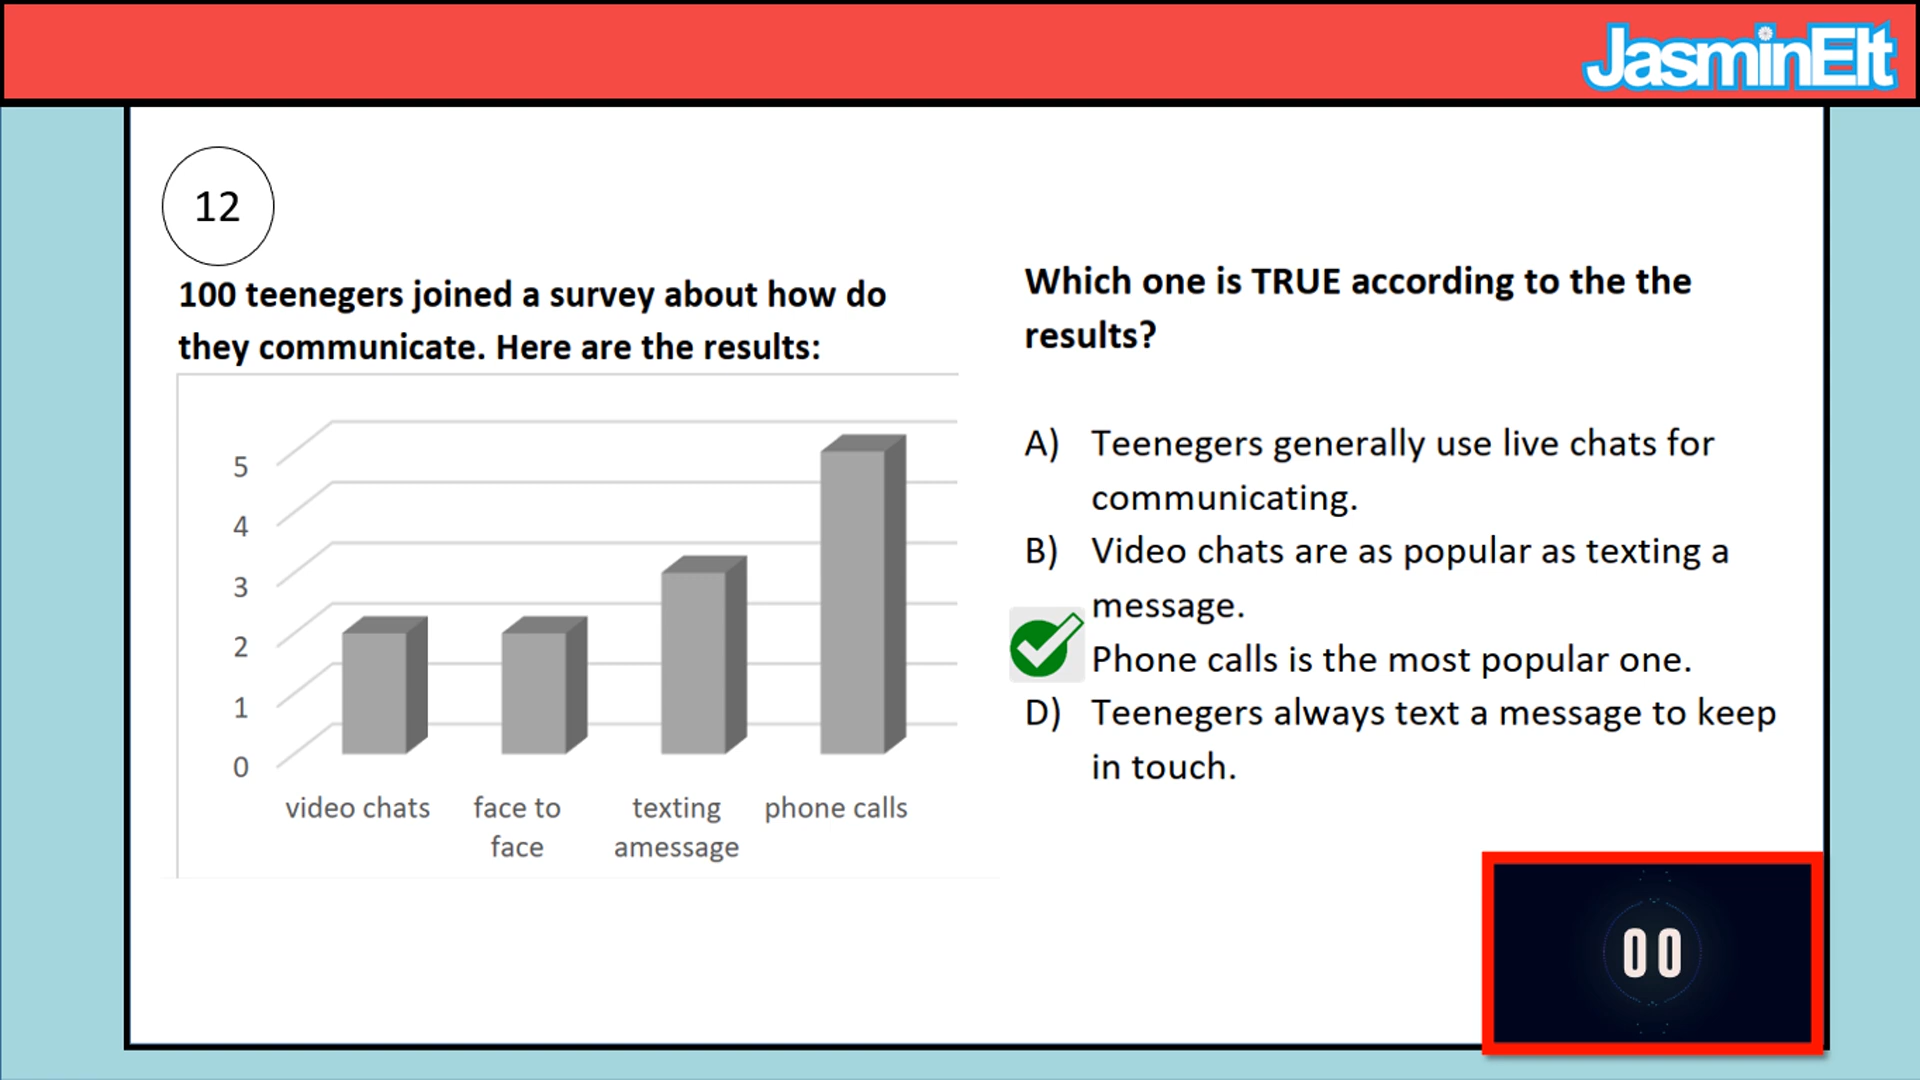 JasminElt
12
100 teenegers joined a survey about how do
they communicate. Here are the results:
5
4
3
2
1
0
video chats
face to
face
texting
amessage
phone calls
Which one is TRUE according to the the
results?
A) Teenegers generally use live chats for
communicating.
B) Video chats are as popular as texting a
message.
Phone calls is the most popular one.
D) Teenegers always text a message to keep
in touch.
00